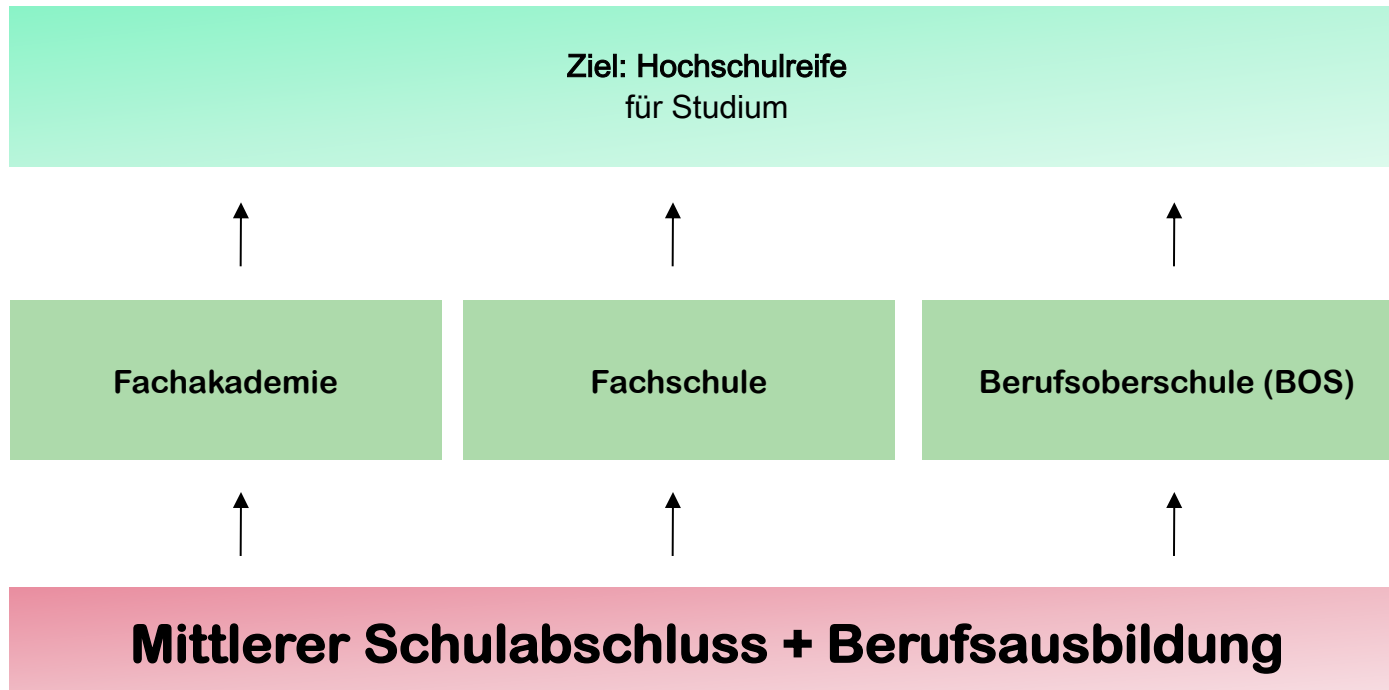 Ziel: Hochschulreife
für Studium
Fachakademie
Fachschule
Berufsoberschule (BOS)
Mittlerer Schulabschluss + Berufsausbildung